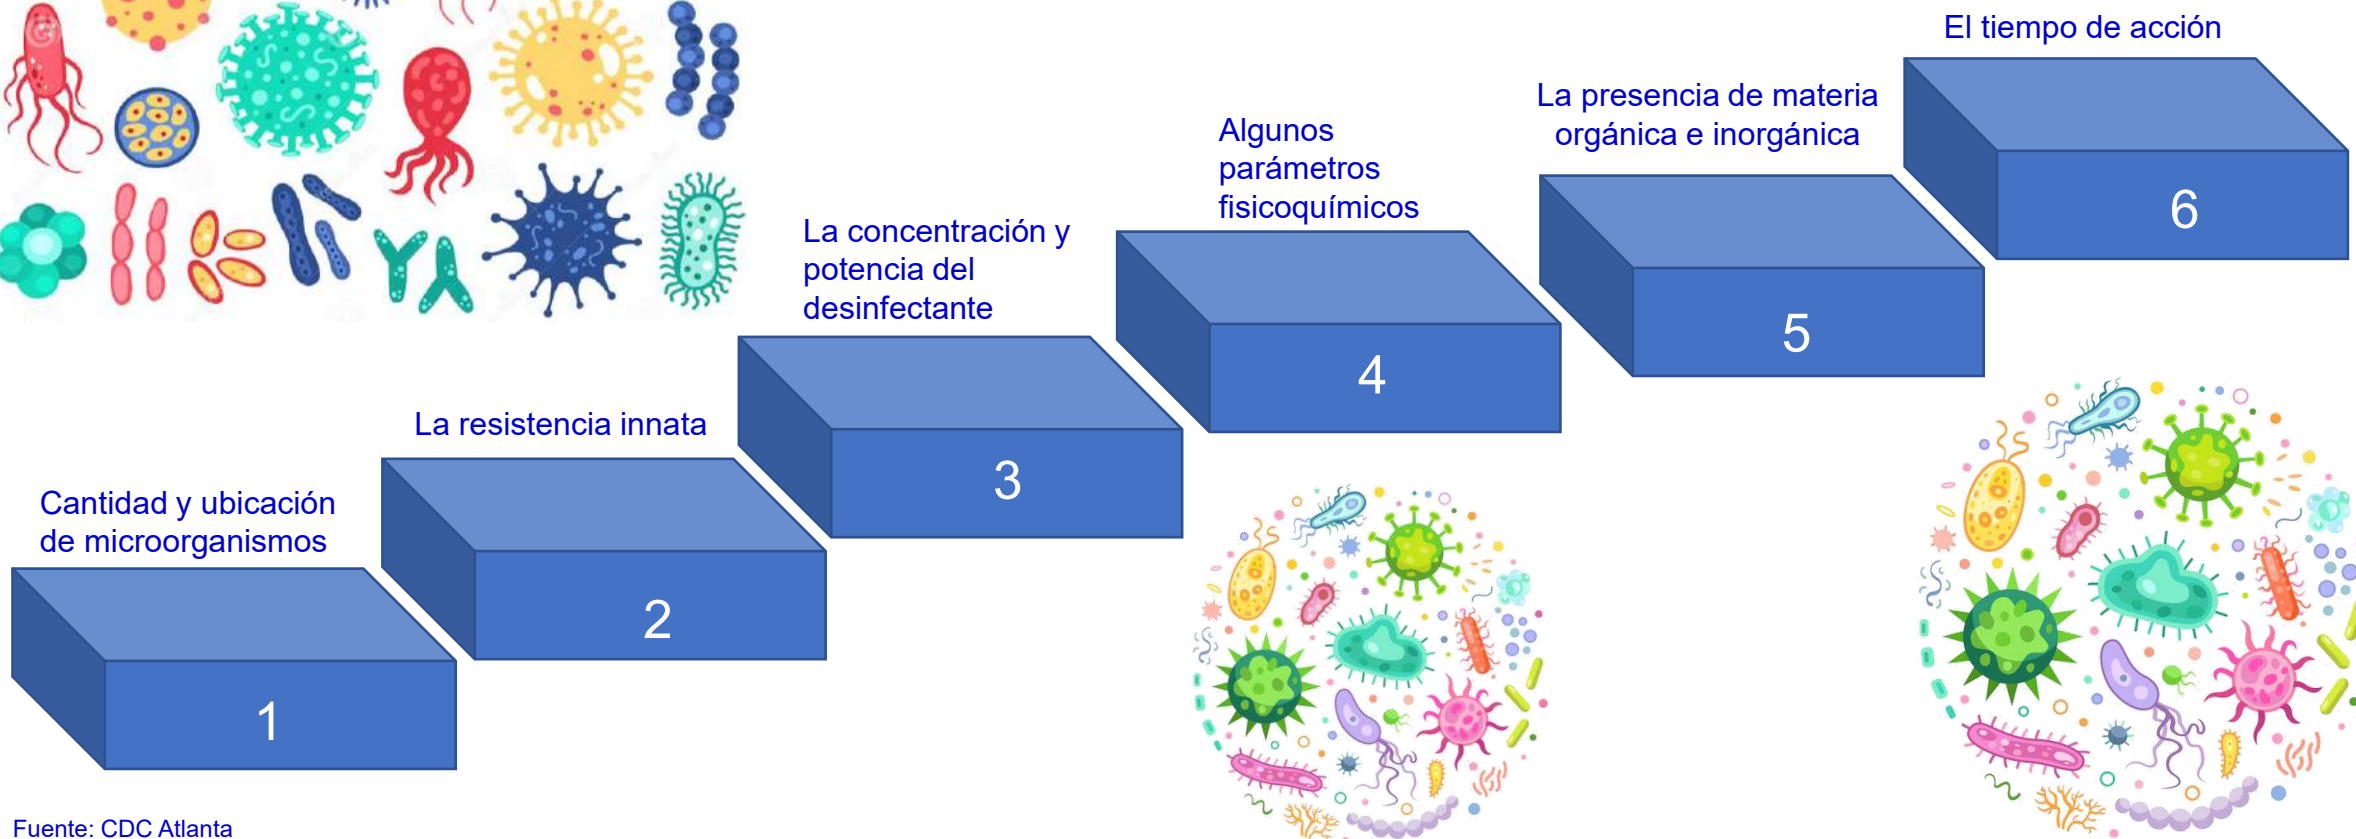 Cantidad y ubicación
de microorganismos
1
La resistencia innata
2
La concentración y
potencia del
desinfectante
3
Algunos
parámetros
fisicoquímicos
4
La presencia de materia
orgánica e inorgánica
5
El tiempo de acción
6
Fuente: CDC Atlanta